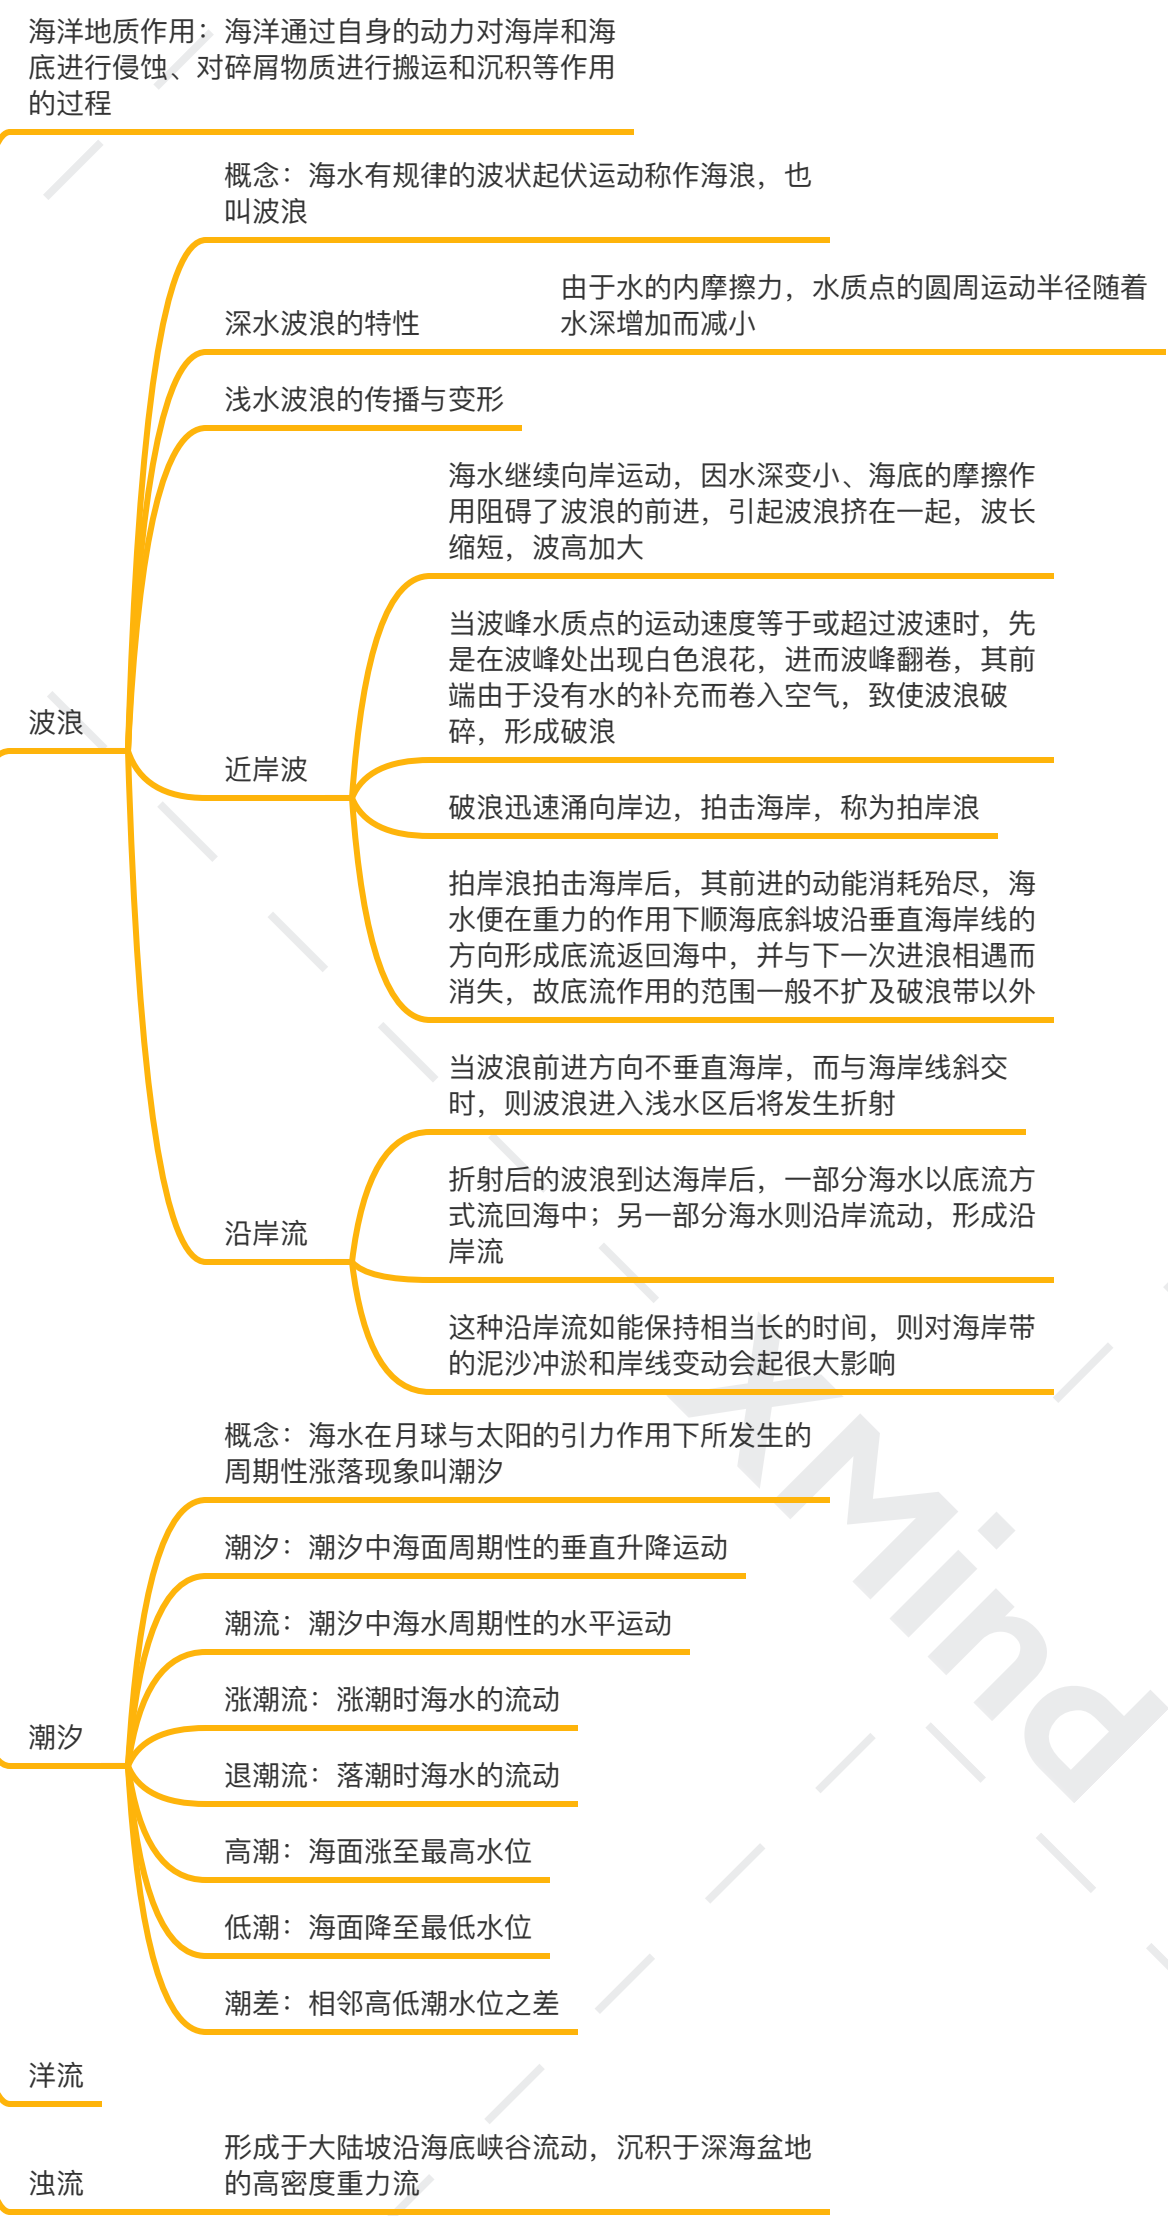 海洋地质作用：海洋通过自身的动力对海岸和海
底进行侵蚀、对碎屑物质进行搬运和沉积等作用
的过程
概念：海水有规律的波状起伏运动称作海浪，也
叫波浪
深水波浪的特性
由于水的内摩擦力，水质点的圆周运动半径随着
水深增加而减小
浅水波浪的传播与变形
波浪
近岸波
海水继续向岸运动，因水深变小、海底的摩擦作
用阻碍了波浪的前进，引起波浪挤在一起，波长
缩短，波高加大
当波峰水质点的运动速度等于或超过波速时，先
是在波峰处出现白色浪花，进而波峰翻卷，其前
端由于没有水的补充而卷入空气，致使波浪破
碎，形成破浪
破浪迅速涌向岸边，拍击海岸，称为拍岸浪
拍岸浪拍击海岸后，其前进的动能消耗殆尽，海
水便在重力的作用下顺海底斜坡沿垂直海岸线的
方向形成底流返回海中，并与下一次进浪相遇而
消失，故底流作用的范围一般不扩及破浪带以外
沿岸流
当波浪前进方向不垂直海岸，而与海岸线斜交
时，则波浪进入浅水区后将发生折射
折射后的波浪到达海岸后，一部分海水以底流方
式流回海中；另一部分海水则沿岸流动，形成沿
岸流
这种沿岸流如能保持相当长的时间，则对海岸带
的泥沙冲淤和岸线变动会起很大影响
潮汐
概念：海水在月球与太阳的引力作用下所发生的
周期性涨落现象叫潮汐
潮汐：潮汐中海面周期性的垂直升降运动
潮流：潮汐中海水周期性的水平运动
涨潮流：涨潮时海水的流动
退潮流：落潮时海水的流动
高潮：海面涨至最高水位
低潮：海面降至最低水位
潮差：相邻高低潮水位之差
洋流
浊流
形成于大陆坡沿海底峡谷流动，沉积于深海盆地
的高密度重力流
XMind